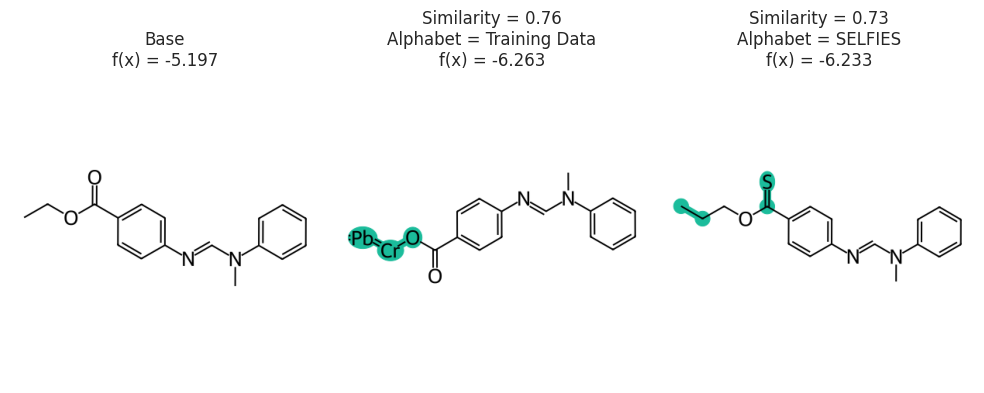 Base
f(x) = -5.197
Similarity = 0.76
Alphabet = Training Data
f(x) = -6.263
Similarity = 0.73
Alphabet = SELFIES
f(x) = -6.233
O
O
N
N
Pb
Cr
O
O
N
N
S
O
N
N